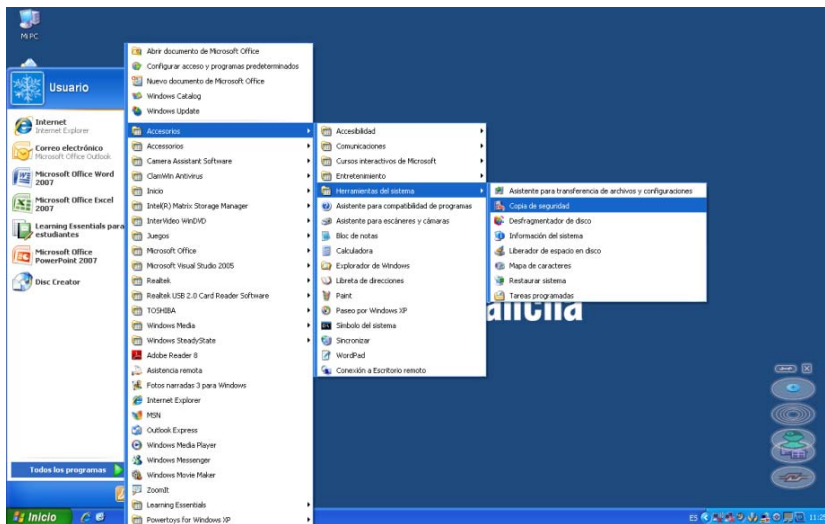 Mi PC
Usuario
Internet
Internet Explorer
Correo electrónico
Microsoft Office Outlook
Microsoft Office Word
2007
Microsoft Office Excel
2007
Learning Essentials para
estudiantes
Microsoft Office
PowerPoint 2007
Disc Creator
Todos los programas
Inicio
Abrir documento de Microsoft Office
Configurar acceso y programas predeterminados
Nuevo documento de Microsoft Office
Windows Catalog
Windows Update
Accesorios
Accessorios
Camera Assistant Software
ClamWin Antivirus
Inicio
Intel(R) Matrix Storage Manager
InterVideo WinDVD
Juegos
Microsoft Office
Microsoft Visual Studio 2005
Realtek
Realtek USB 2.0 Card Reader Software
TOSHIBA
Windows Media
Windows SteadyState
Adobe Reader 8
Asistencia remota
Fotos narradas 3 para Windows
Internet Explorer
MSN
Outlook Express
Windows Media Player
Windows Messenger
Windows Movie Maker
ZoomIt
Learning Essentials
Powertoys for Windows XP
Accesibilidad
Comunicaciones
Cursos interactivos de Microsoft
Entretenimiento
Herramientas del sistema
Asistente para compatibilidad de programas
Asistente para escáneres y cámaras
Bloc de notas
Calculadora
Explorador de Windows
Libreta de direcciones
Paint
Paseo por Windows XP
Símbolo del sistema
Sincronizar
WordPad
Conexión a Escritorio remoto
Asistente para transferencia de archivos y configuraciones
Copia de seguridad
Desfragmentador de disco
Información del sistema
Liberador de espacio en disco
Mapa de caracteres
Restaurar sistema
Tareas programadas
ancha
ES